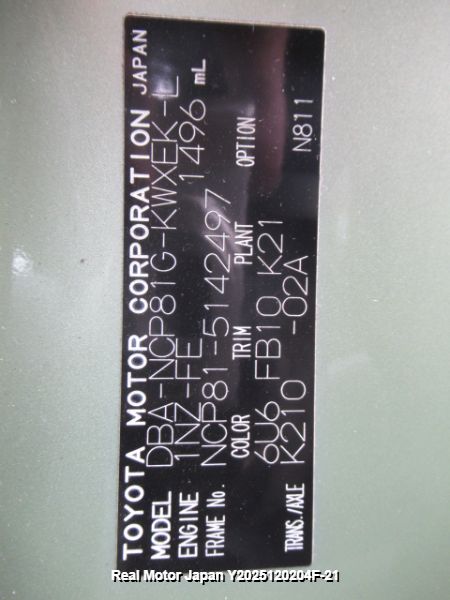 TOYOTA MOTOR CORPORATION JAPAN
MODEL DBA-NCP81G-KWXEK-L
ENGINE 1NZ-FE 1496 mL
FRAME No. NCP81-5142497
COLOR TRIM PLANT OPTION
6U6 FB10 K21
TRANS./AXLE K210 -02A N811
Real Motor Japan Y2025120204F-21